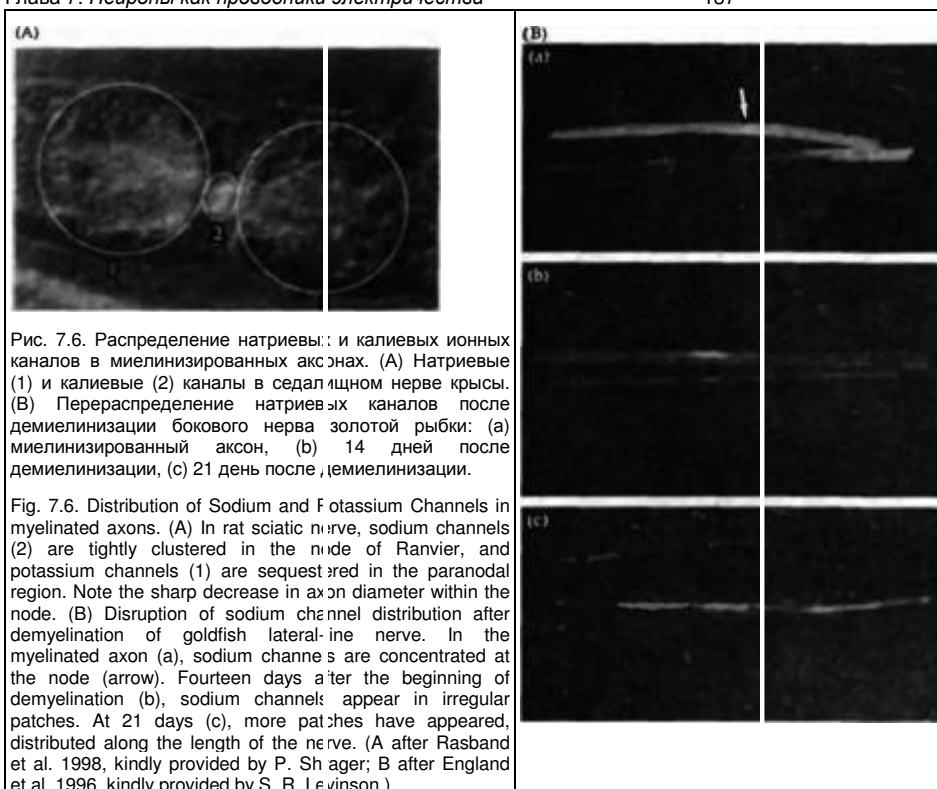 Глава 7. Нейроны как проводники электричества 187
(A)
1
2
Рис. 7.6. Распределение натриевых и калиевых ионных
каналов в миелинизированных аксонах. (А) Натриевые
(1) и калиевые (2) каналы в седалищном нерве крысы.
(В) Перераспределение натриевых каналов после
демиелинизации бокового нерва золотой рыбки: (а)
миелинизированный аксон, (b) 14 дней после
демиелинизации, (с) 21 день после демиелинизации.
Fig. 7.6. Distribution of Sodium and Potassium Channels in
myelinated axons. (A) In rat sciatic nerve, sodium channels
(2) are tightly clustered in the node of Ranvier, and
potassium channels (1) are sequestered in the paranodal
region. Note the sharp decrease in axon diameter within the
node. (B) Disruption of sodium channel distribution after
demyelination of goldfish lateral-line nerve. In the
myelinated axon (a), sodium channels are concentrated at
the node (arrow). Fourteen days after the beginning of
demyelination (b), sodium channels appear in irregular
patches. At 21 days (c), more patches have appeared,
distributed along the length of the nerve. (A after Rasband
et al. 1998, kindly provided by P. Shrager; B after England
et al. 1996, kindly provided by S. R. Levinson.)
(B)
(a)
(b)
(c)